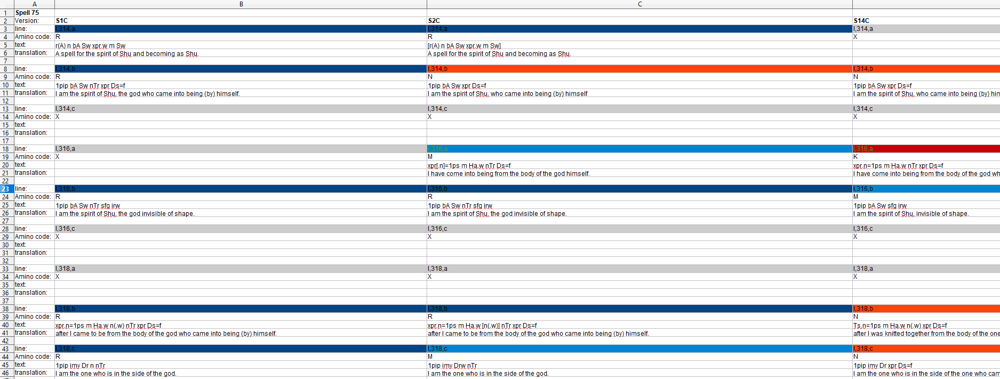 A B C
1 Spell 75
2 Version: S1C S2C S14C
3 line: I,314,a I,314,a I,314,a
4 Amino code: R R X
5 text: r(A) n bA Sw xpr.w m Sw [r(A) n bA Sw xpr.w m Sw]
6 translation: A spell for the spirit of Shu and becoming as Shu. A spell for the spirit of Shu and becoming as Shu.
7
8 line: I,314,b I,314,b I,314,b
9 Amino code: R N N
10 text: 1pip bA Sw nTr xpr Ds=f 1pip bA Sw xpr Ds=f 1pip bA Sw xpr Ds=f
11 translation: I am the spirit of Shu, the god who came into being (by) himself. I am the spirit of Shu, who came into being (by) himself I am the spirit of Shu, who came into being (by) him
12
13 line: I,314,c I,314,c I,314,c
14 Amino code: X X X
15 text:
16 translation:
17
18 line: I,316,a I,316,a I,316,a
19 Amino code: X M K
20 text: xpr[.n]=1ps m Ha.w nTr Ds=f xpr.n=1ps m Ha.w nTr xpr Ds=f
21 translation: I have come into being from the body of the god himself. I have come into being from the body of the god wh
22
23 line: I,316,b I,316,b I,316,b
24 Amino code: R R M
25 text: 1pip bA Sw nTr sfg irw 1pip bA Sw nTr sfg irw 1pip bA Sw sfg irw
26 translation: I am the spirit of Shu, the god invisible of shape. I am the spirit of Shu, the god invisible of shape. I am the spirit of Shu, invisible of shape.
27
28 line: I,316,c I,316,c I,316,c
29 Amino code: X X X
30 text:
31 translation:
32
33 line: I,318,a I,318,a I,318,a
34 Amino code: X X X
35 text:
36 translation:
37
38 line: I,318,b I,318,b I,318,b
39 Amino code: R R N
40 text: xpr.n=1ps m Ha.w n(.w) nTr xpr Ds=f xpr.n=1ps m Ha.w [n(.w)] nTr xpr Ds=f Ts.n=1ps m Ha.w n(.w) xpr Ds=f
41 translation: after I came to be from the body of the god who came into being (by) himself. after I came to be from the body of the god who came into being (by) himself. after I was knitted together from the body of the one
42
43 line: I,318,c I,318,c I,318,c
44 Amino code: R M N
45 text: 1pip imy Dr n nTr 1pip imy Drw nTr 1pip imy Dr xpr Ds=f
46 translation: I am the one who is in the side of the god. I am the one who is in the side of the god. I am the one who is in the side of the one who cam